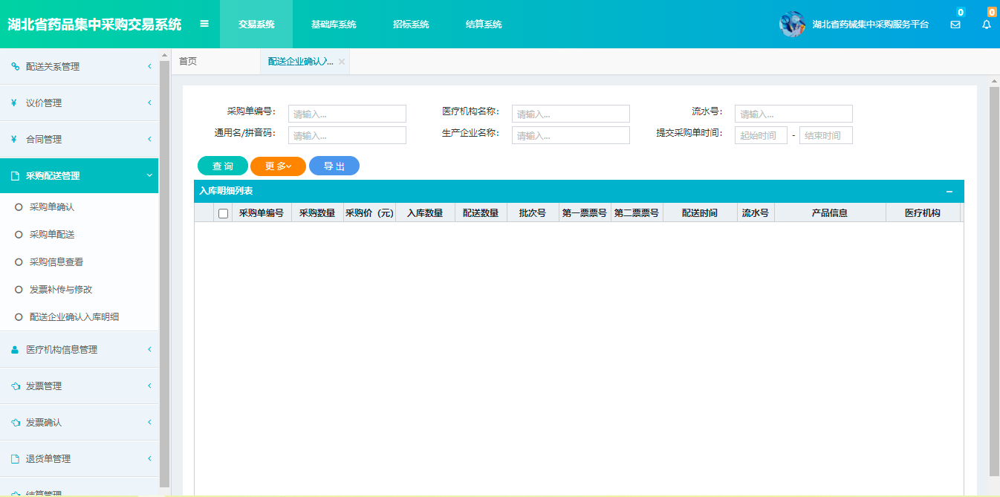 湖北省药品集中采购交易系统
交易系统
基础库系统
招标系统
结算系统
湖北省药械集中采购服务平台
0
0
配送关系管理
议价管理
合同管理
采购配送管理
采购单确认
采购单配送
采购信息查看
发票补传与修改
配送企业确认入库明细
医疗机构信息管理
发票管理
发票确认
退货单管理
结算管理
首页
配送企业确认入... ×
采购单编号： 请输入...
医疗机构名称： 请输入...
流水号： 请输入...
通用名/拼音码： 请输入...
生产企业名称： 请输入...
提交采购单时间： 起始时间 - 结束时间
查 询
更 多
导 出
入库明细列表
采购单编号 采购数量 采购价（元） 入库数量 配送数量 批次号 第一票票号 第二票票号 配送时间 流水号 产品信息 医疗机构